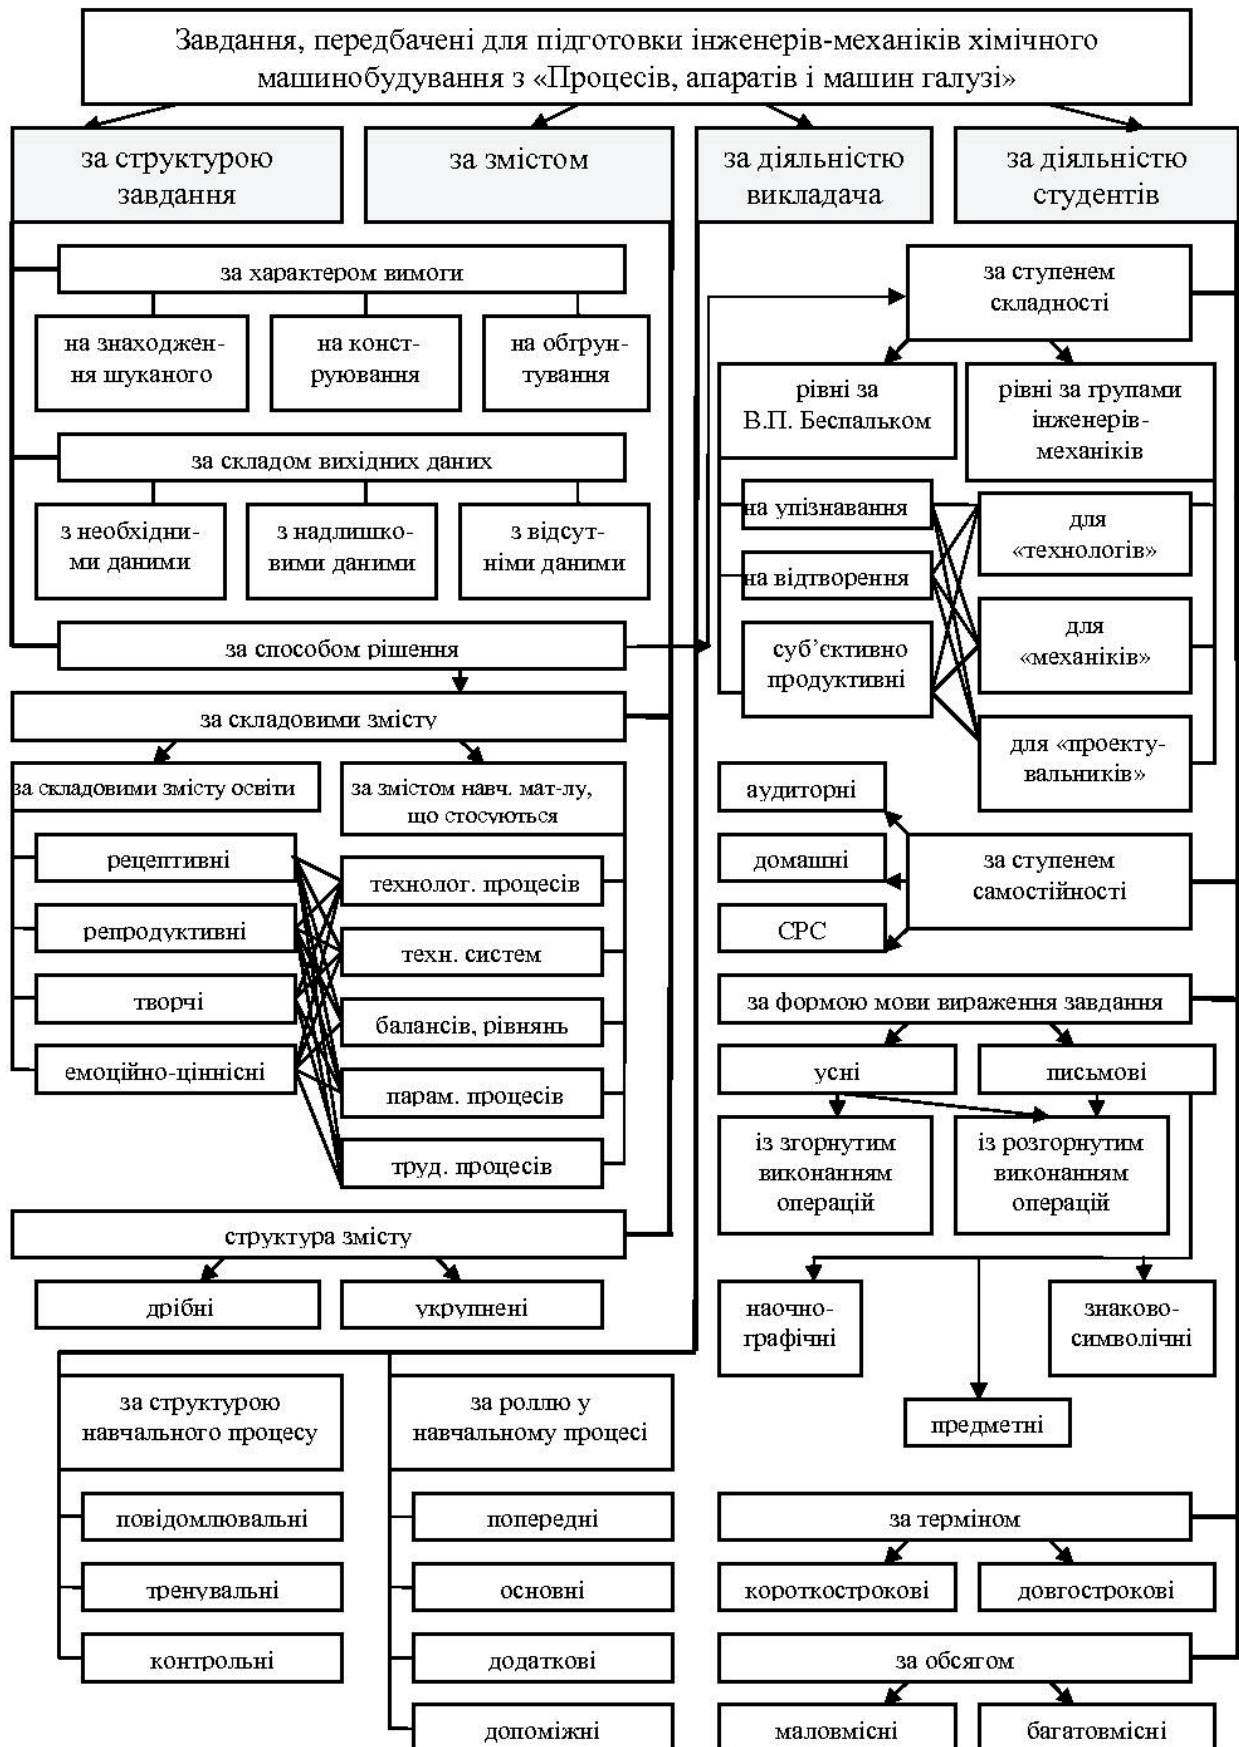 Завдання, передбачені для підготовки інженерів-механіків хімічного
машинобудування з «Процесів, апаратів і машин галузі»
за структурою
завдання
за змістом
за діяльністю
викладача
за діяльністю
студентів
за характером вимоги
на знаходжен-
ня шуканого
на конст-
руювання
на обґрун-
тування
за складом вихідних даних
з необхідни-
ми даними
з надлишко-
вими даними
з відсут-
німи даними
за способом рішення
за складовими змісту
за складовими змісту освіти
за змістом навч. мат-лу,
що стосуються
рецептивні
репродуктивні
творчі
емоційно-ціннісні
технолог. процесів
техн. систем
балансів, рівнянь
парам. процесів
труд. процесів
структура змісту
дрібні
укрупнені
за структурою
навчального процесу
повідомлювальні
тренувальні
контрольні
за роллю у
навчальному процесі
попередні
основні
додаткові
допоміжні
за ступенем
складності
рівні за
В.П. Беспальком
рівні за групами
інженерів-
механіків
на упізнавання
на відтворення
суб’єктивно
продуктивні
для
«технологів»
для
«механіків»
для «проекту-
вальників»
аудиторні
домашні
СРС
за ступенем
самостійності
за формою мови вираження завдання
усні
письмові
із згорнутим
виконанням
операцій
із розгорнутим
виконанням
операцій
наочно-
графічні
знаково-
символічні
предметні
за терміном
короткострокові
довгострокові
за обсягом
маловмісні
багатовмісні